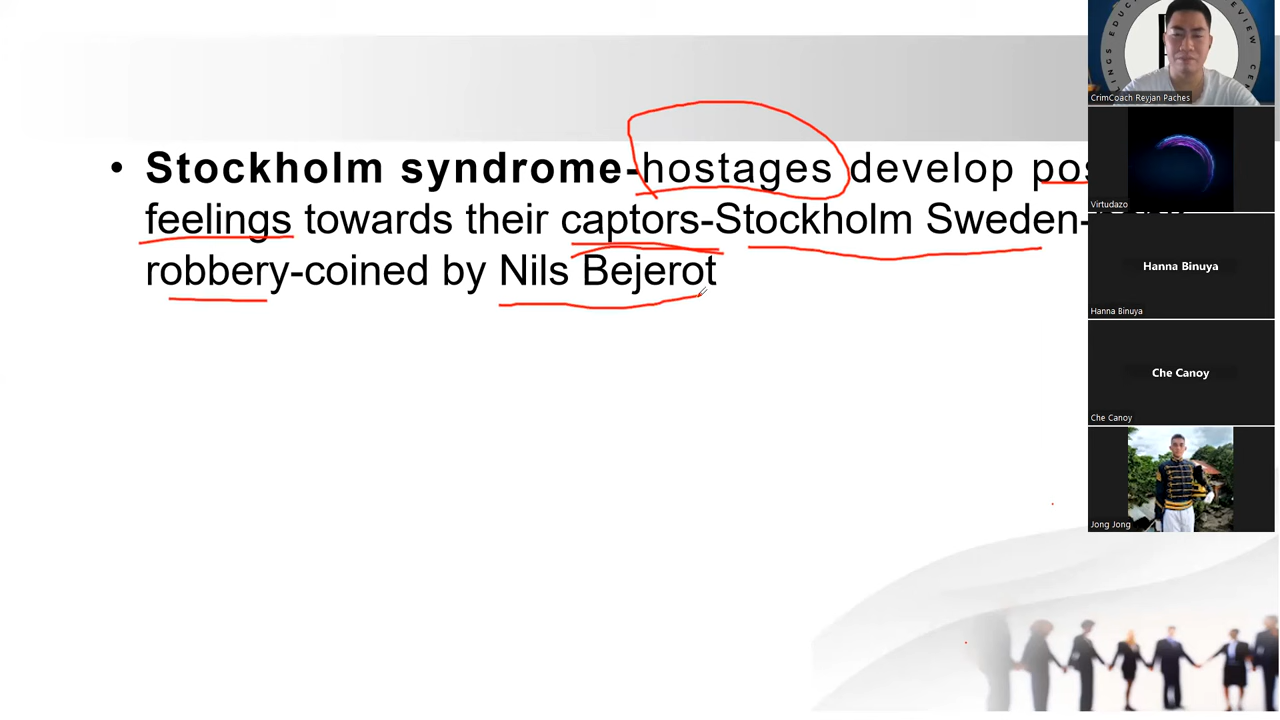 Stockholm syndrome-hostages develop
feelings towards their captors-Stockholm Sweden-
robbery-coined by Nils Bejerot
CrimCoach Reyjan Paches
Virtudazo
Hanna Binuya
Hanna Binuya
Che Canoy
Che Canoy
Jong Jong